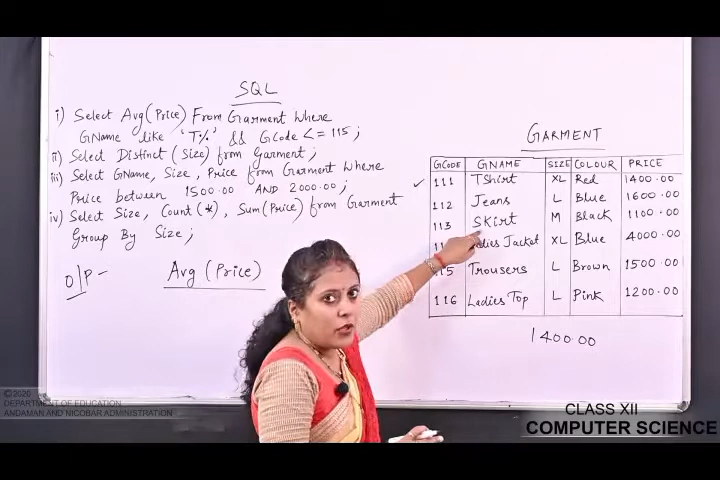 SQL
i) Select Avg(Price) From Garment Where
GName like 'T%' && GCode <= 115;
ii) Select Distinct (Size) from Garment;
iii) Select GName, Size, Price from Garment Where
Price between 1500.00 AND 2000.00;
iv) Select Size, Count(*), Sum(Price) from Garment
Group By Size;
O/P - Avg (Price)
GARMENT
GCODE GNAME SIZE COLOUR PRICE
✓ 111 TShirt XL Red 1400.00
112 Jeans L Blue 1600.00
113 Skirt M Black 1100.00
Jacket XL Blue 4000.00
Trousers L Brown 1500.00
116 Ladies Top L Pink 1200.00
1400.00
©2020
DEPARTMENT OF EDUCATION
ANDAMAN AND NICOBAR ADMINISTRATION
CLASS XII
COMPUTER SCIENCE